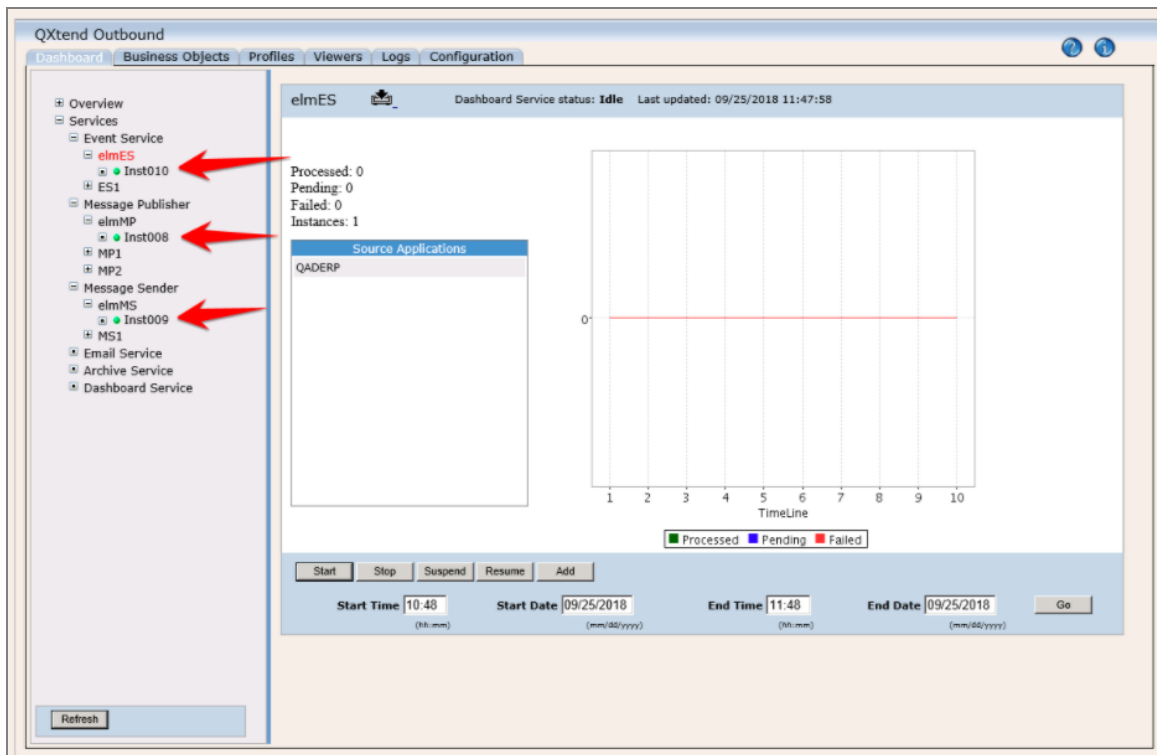 QXtend Outbound
Dashboard Business Objects Profiles Viewers Logs Configuration
Overview
Services
Event Service
elmES
Inst010
ES1
Message Publisher
elmMP
Inst008
MP1
MP2
Message Sender
elmMS
Inst009
MS1
Email Service
Archive Service
Dashboard Service
Refresh
elmES Dashboard Service status: Idle Last updated: 09/25/2018 11:47:58
Processed: 0
Pending: 0
Failed: 0
Instances: 1
Source Applications
QADERP
0
1 2 3 4 5 6 7 8 9 10
TimeLine
Processed Pending Failed
Start Stop Suspend Resume Add
Start Time 10:48 Start Date 09/25/2018 End Time 11:48 End Date 09/25/2018 Go
(hh:mm) (mm/dd/yyyy) (hh:mm) (mm/dd/yyyy)